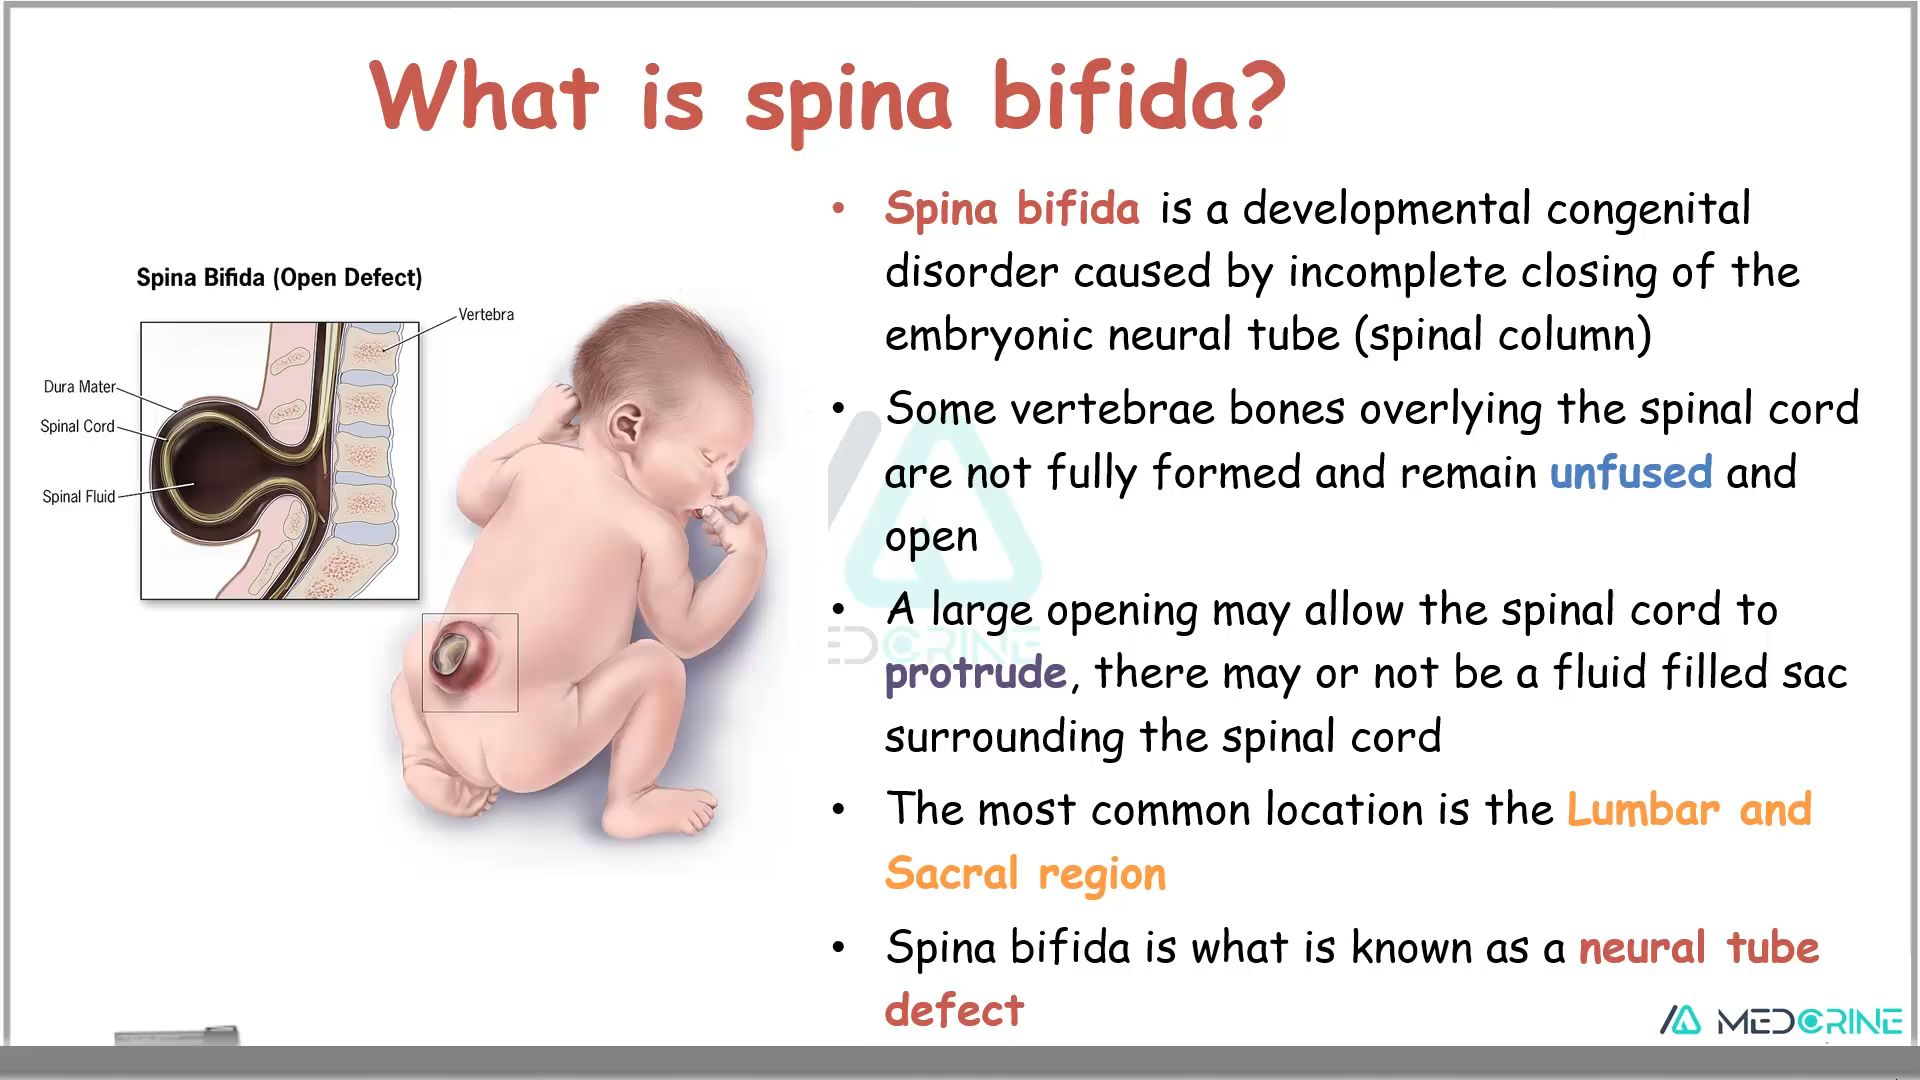 What is spina bifida?
Spina Bifida (Open Defect)
Vertebra
Dura Mater
Spinal Cord
Spinal Fluid
• Spina bifida is a developmental congenital
disorder caused by incomplete closing of the
embryonic neural tube (spinal column)
• Some vertebrae bones overlying the spinal cord
are not fully formed and remain unfused and
open
• A large opening may allow the spinal cord to
protrude, there may or not be a fluid filled sac
surrounding the spinal cord
• The most common location is the Lumbar and
Sacral region
• Spina bifida is what is known as a neural tube
defect
EDCRINE
MEDCRINE